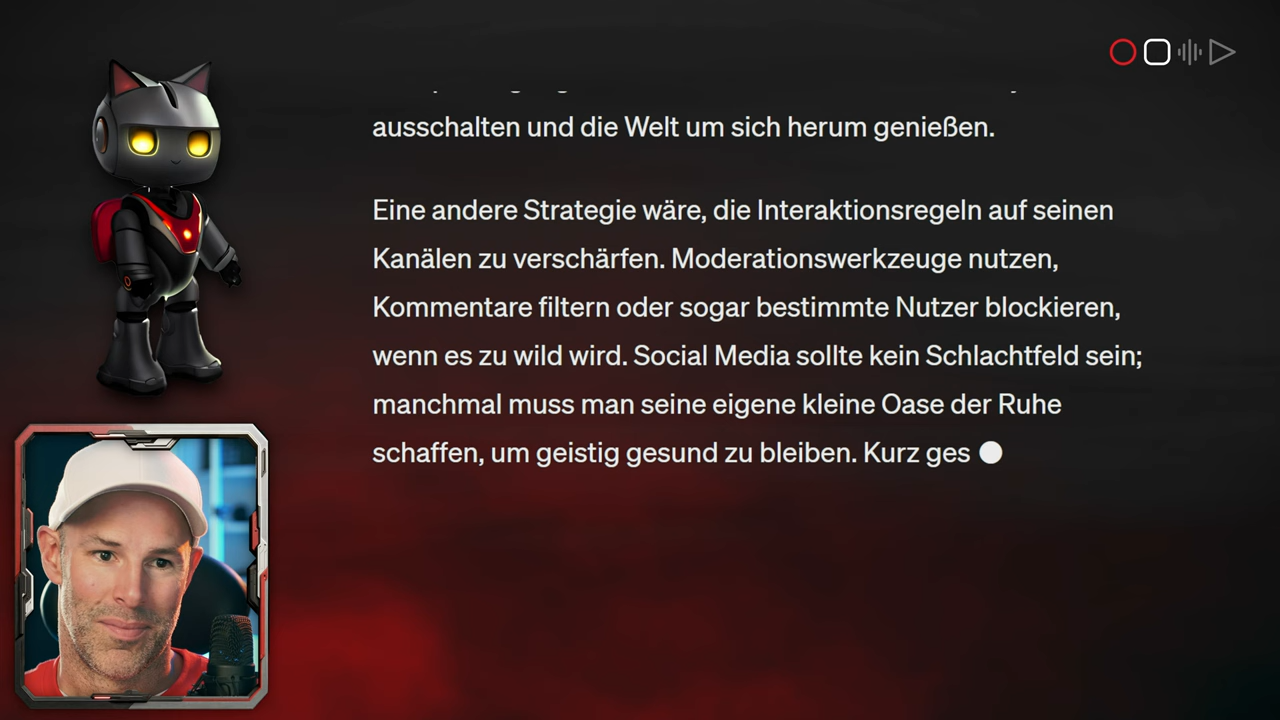 ausschalten und die Welt um sich herum genießen.
Eine andere Strategie wäre, die Interaktionsregeln auf seinen
Kanälen zu verschärfen. Moderationswerkzeuge nutzen,
Kommentare filtern oder sogar bestimmte Nutzer blockieren,
wenn es zu wild wird. Social Media sollte kein Schlachtfeld sein;
manchmal muss man seine eigene kleine Oase der Ruhe
schaffen, um geistig gesund zu bleiben. Kurz ges